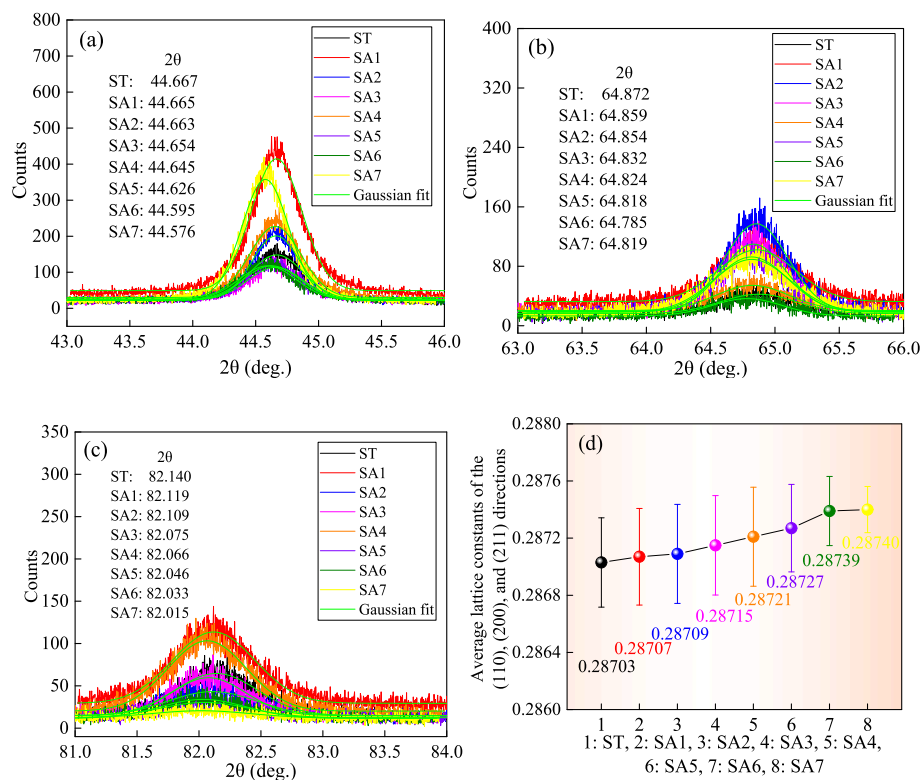 (a)
800
700
600
500
400
300
200
100
0
Counts
2θ
ST: 44.667
SA1: 44.665
SA2: 44.663
SA3: 44.654
SA4: 44.645
SA5: 44.626
SA6: 44.595
SA7: 44.576
ST
SA1
SA2
SA3
SA4
SA5
SA6
SA7
Gaussian fit
43.0 43.5 44.0 44.5 45.0 45.5 46.0
2θ (deg.)
(b)
400
320
240
160
80
0
Counts
2θ
ST: 64.872
SA1: 64.859
SA2: 64.854
SA3: 64.832
SA4: 64.824
SA5: 64.818
SA6: 64.785
SA7: 64.819
ST
SA1
SA2
SA3
SA4
SA5
SA6
SA7
Gaussian fit
63.0 63.5 64.0 64.5 65.0 65.5 66.0
2θ (deg.)
(c)
350
300
250
200
150
100
50
0
Counts
2θ
ST: 82.140
SA1: 82.119
SA2: 82.109
SA3: 82.075
SA4: 82.066
SA5: 82.046
SA6: 82.033
SA7: 82.015
ST
SA1
SA2
SA3
SA4
SA5
SA6
SA7
Gaussian fit
81.0 81.5 82.0 82.5 83.0 83.5 84.0
2θ (deg.)
(d)
0.2880
0.2876
0.2872
0.2868
0.2864
0.2860
Average lattice constants of the
(110), (200), and (211) directions
0.28703
0.28707
0.28709
0.28715
0.28721
0.28727
0.28739
0.28740
1 2 3 4 5 6 7 8
1: ST, 2: SA1, 3: SA2, 4: SA3, 5: SA4,
6: SA5, 7: SA6, 8: SA7